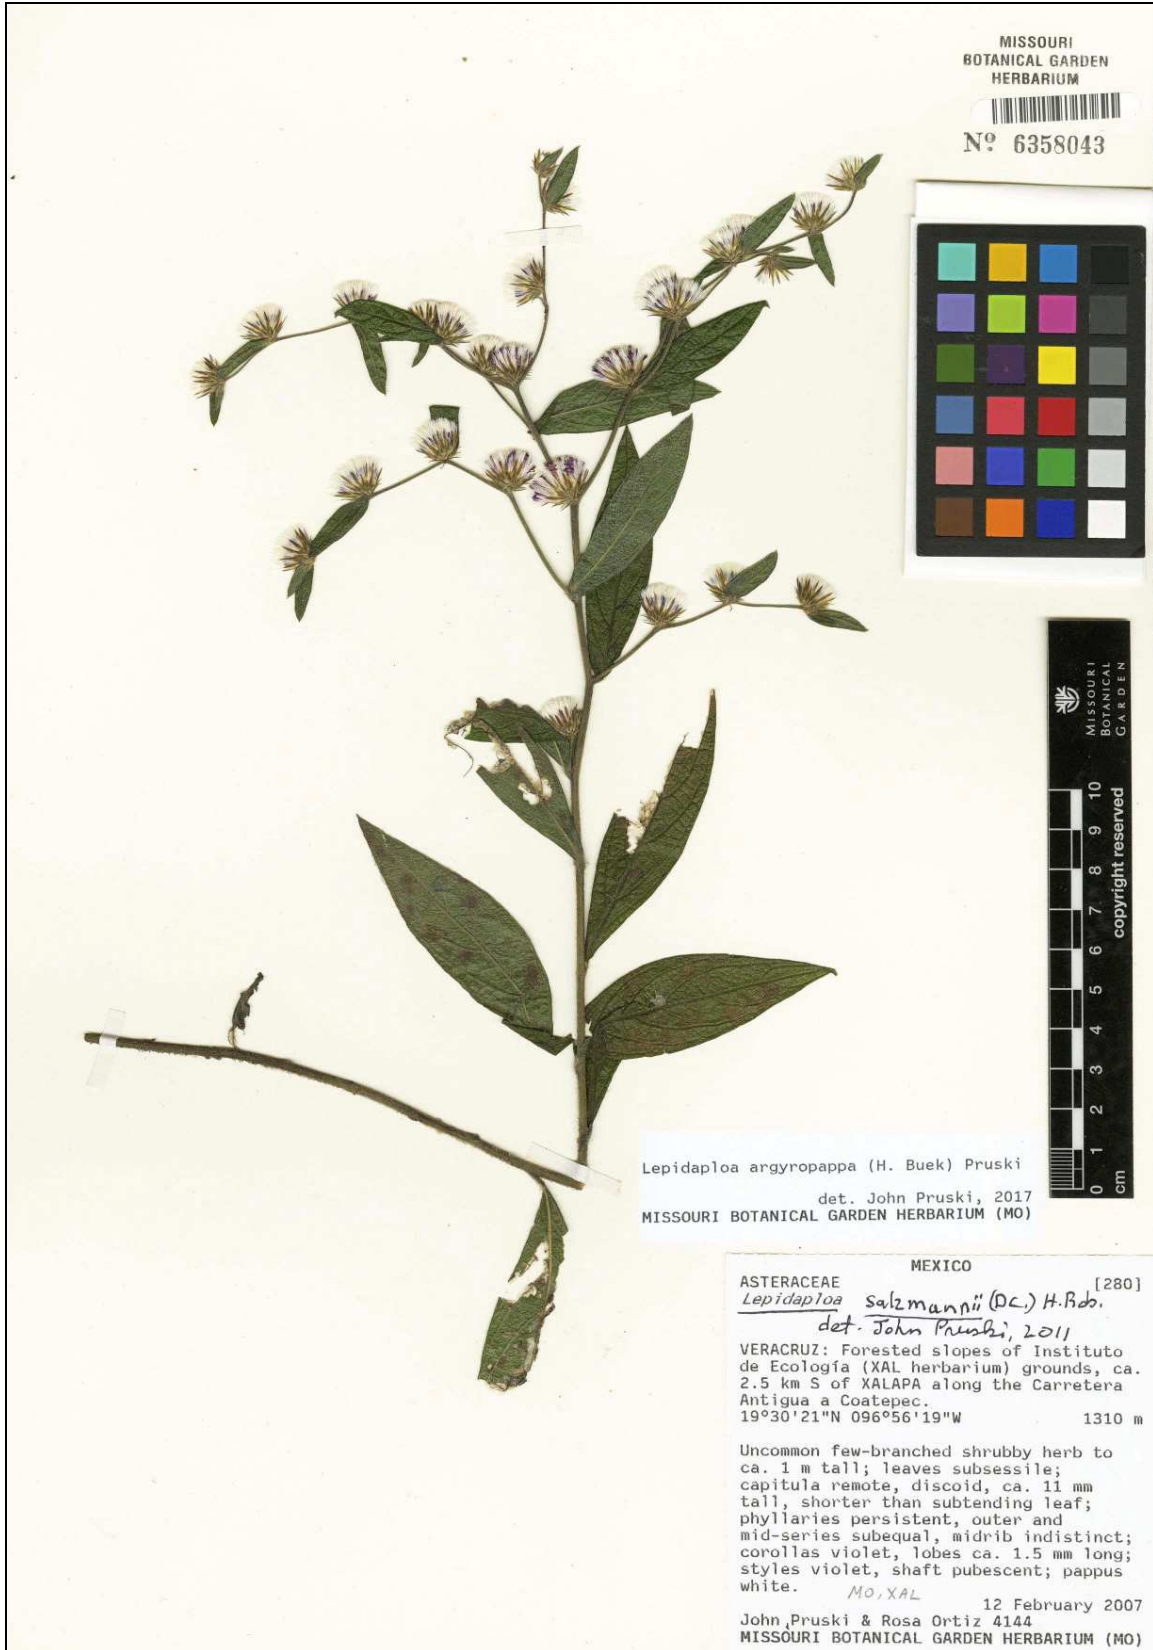 MISSOURI
BOTANICAL GARDEN
HERBARIUM
Nº 6358043
MISSOURI
BOTANICAL
GARDEN
copyright reserved
10
9
8
7
6
5
4
3
2
1
0
cm
Lepidaploa argyropappa (H. Buek) Pruski
det. John Pruski, 2017
MISSOURI BOTANICAL GARDEN HERBARIUM (MO)
MEXICO
ASTERACEAE [280]
Lepidaploa salzmannii (DC.) H. Rob.
det. John Pruski, 2011
VERACRUZ: Forested slopes of Instituto
de Ecología (XAL herbarium) grounds, ca.
2.5 km S of XALAPA along the Carretera
Antigua a Coatepec.
19°30'21"N 096°56'19"W 1310 m
Uncommon few-branched shrubby herb to
ca. 1 m tall; leaves subsessile;
capitula remote, discoid, ca. 11 mm
tall, shorter than subtending leaf;
phyllaries persistent, outer and
mid-series subequal, midrib indistinct;
corollas violet, lobes ca. 1.5 mm long;
styles violet, shaft pubescent; pappus
white.
MO, XAL
12 February 2007
John Pruski & Rosa Ortiz 4144
MISSOURI BOTANICAL GARDEN HERBARIUM (MO)